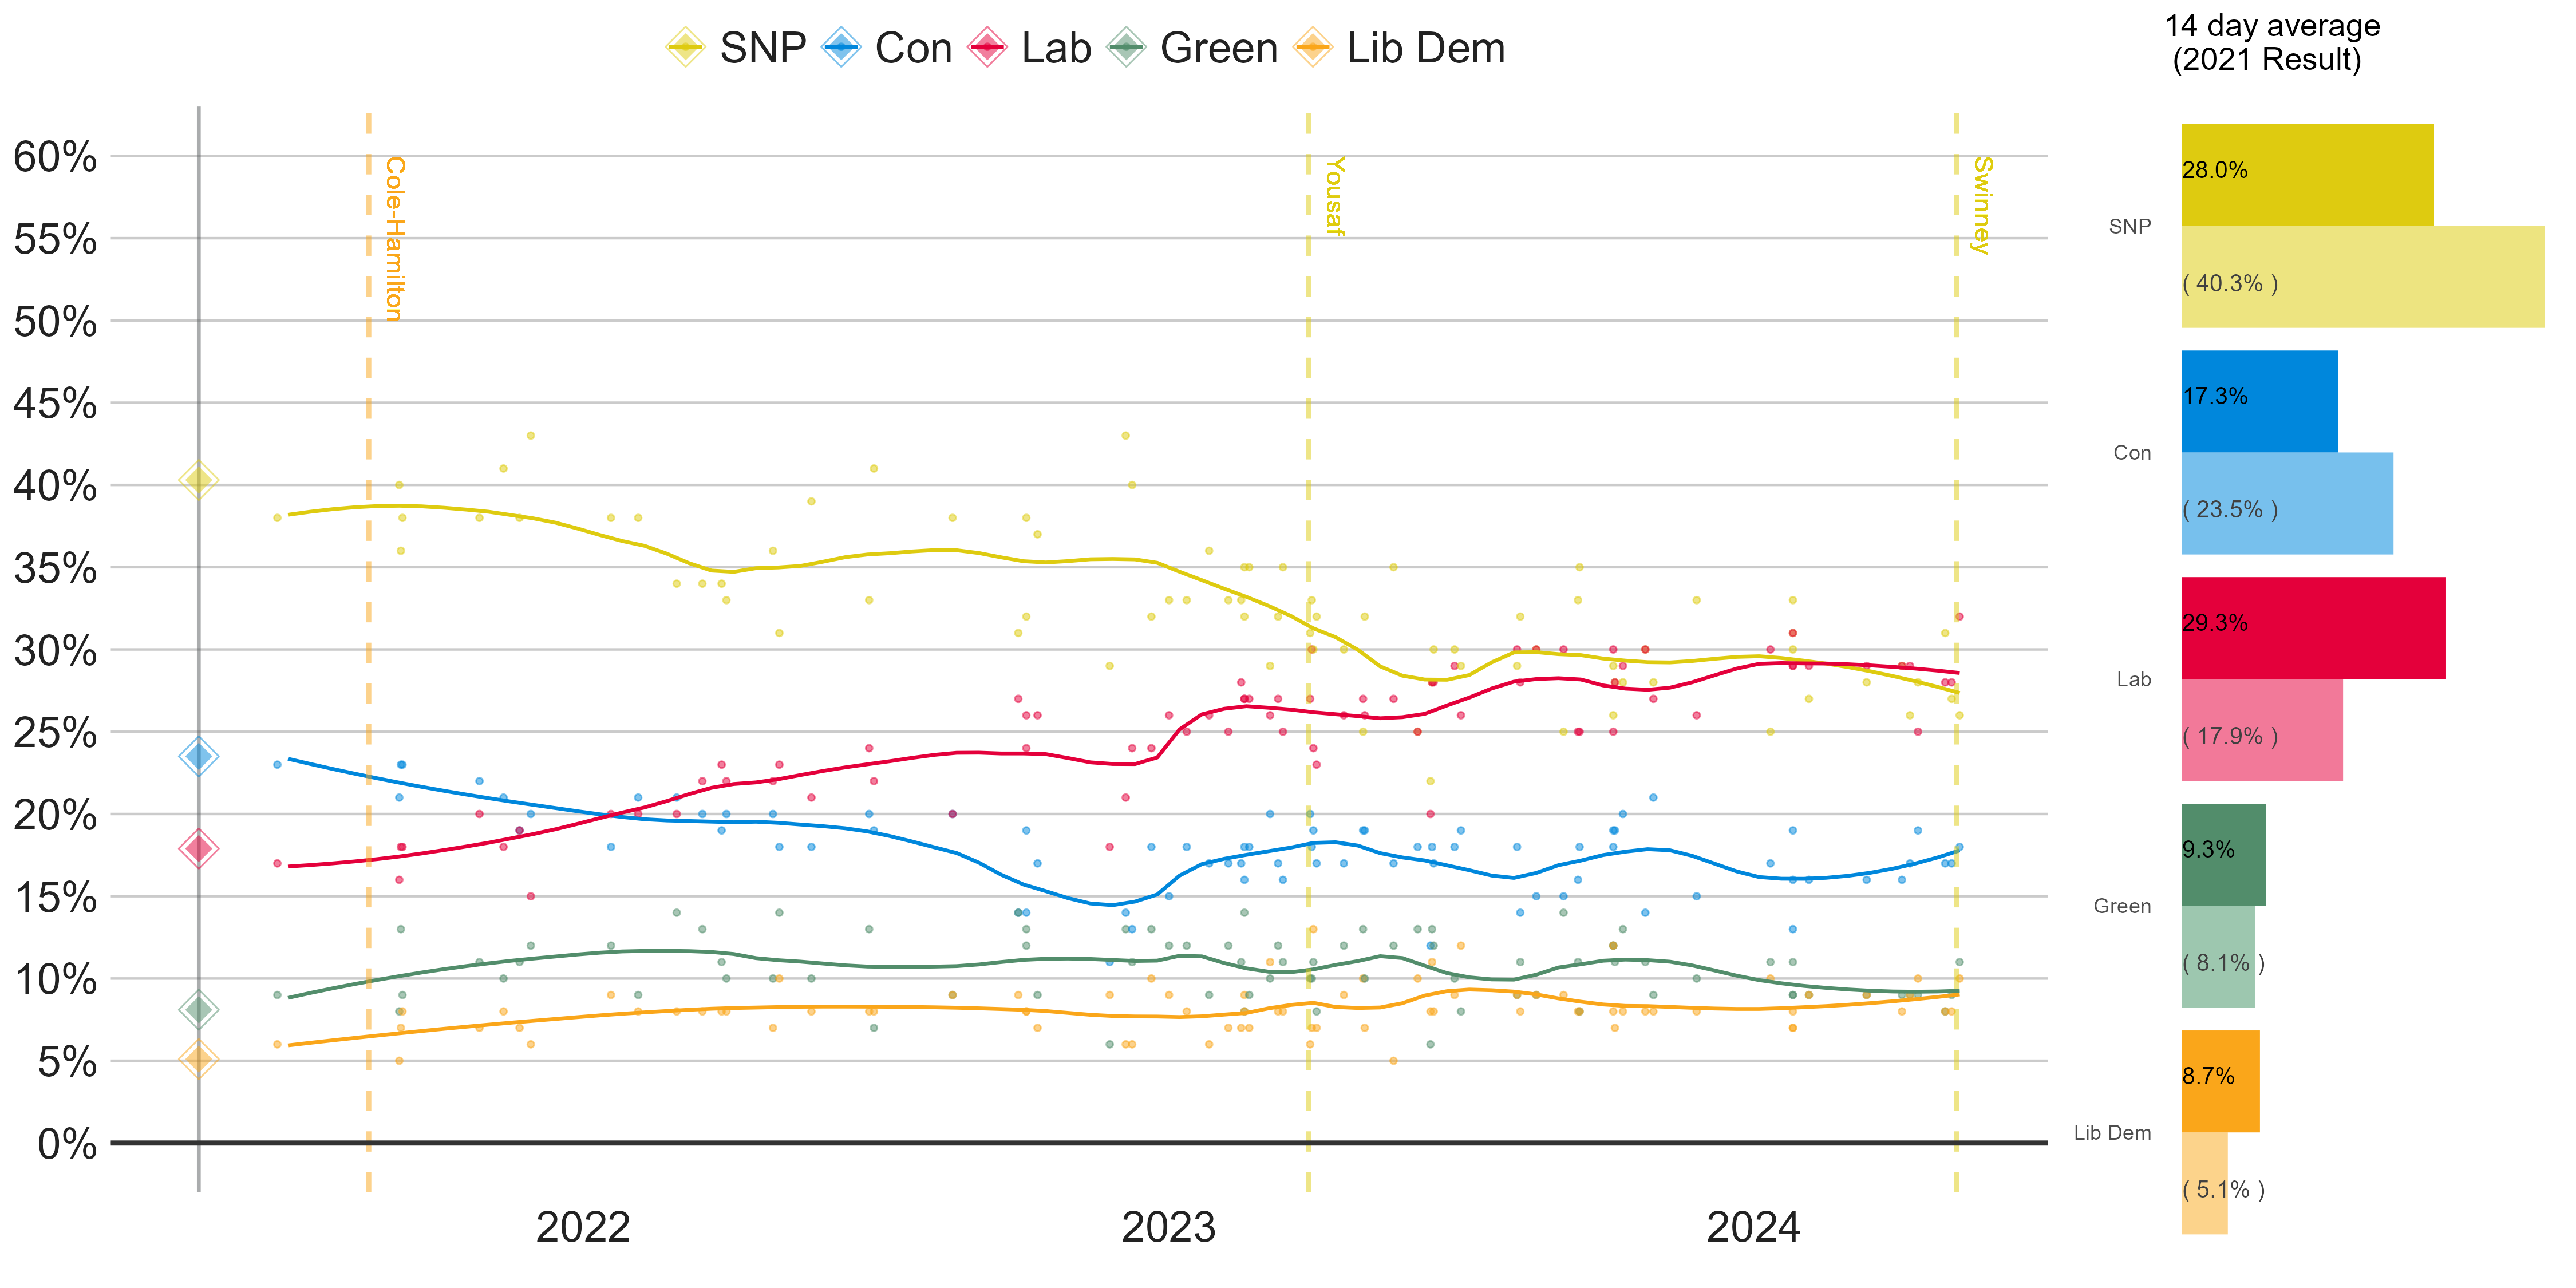 SNP Con Lab Green Lib Dem
14 day average
(2021 Result)
60%
55%
50%
45%
40%
35%
30%
25%
20%
15%
10%
5%
0%
Cole-Hamilton
Yousaf
Swinney
2022 2023 2024
SNP
28.0%
( 40.3% )
Con
17.3%
( 23.5% )
Lab
29.3%
( 17.9% )
Green
9.3%
( 8.1% )
Lib Dem
8.7%
( 5.1% )